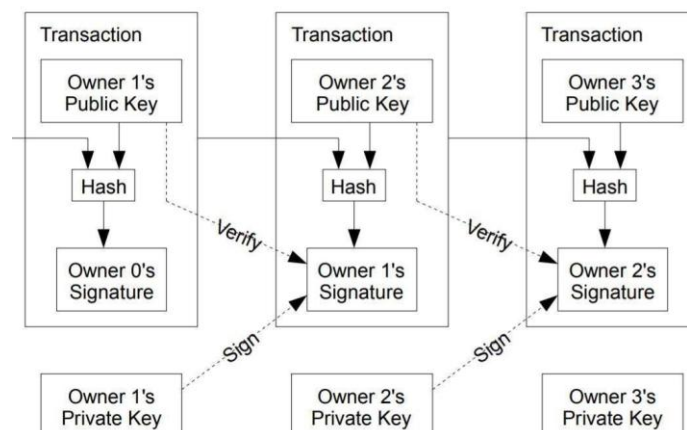 Transaction
Owner 1's
Public Key
Hash
Owner 0's
Signature
Transaction
Owner 2's
Public Key
Hash
Verify
Owner 1's
Signature
Transaction
Owner 3's
Public Key
Hash
Verify
Owner 2's
Signature
Sign
Sign
Owner 1's
Private Key
Owner 2's
Private Key
Owner 3's
Private Key